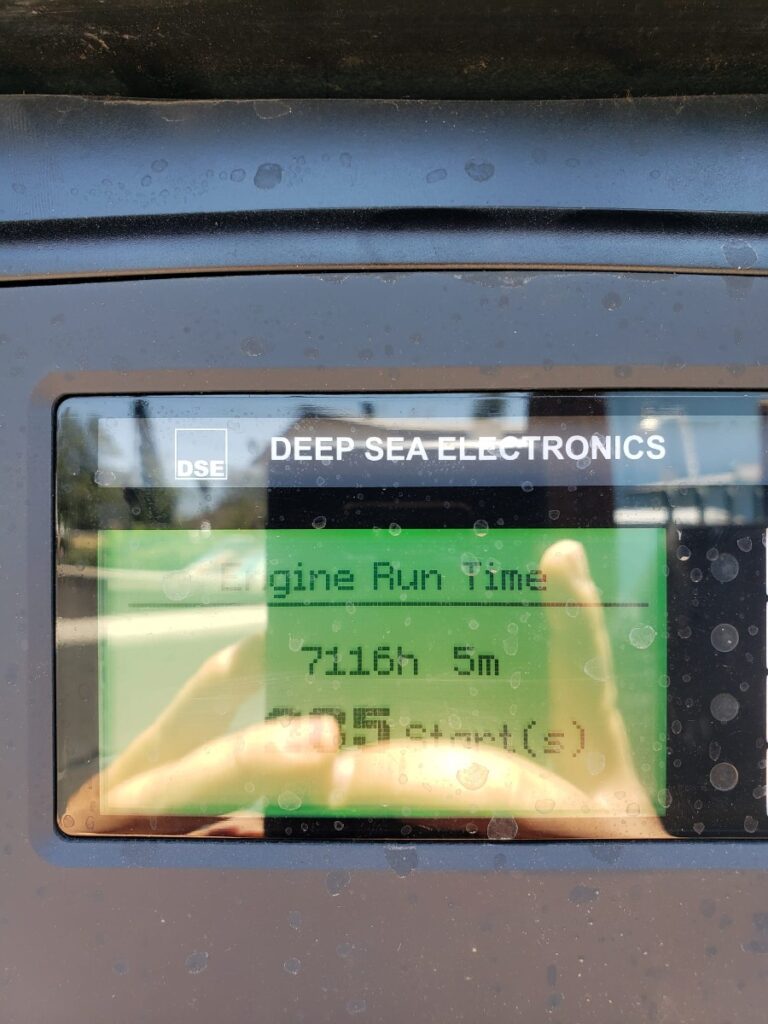 DSE
DEEP SEA ELECTRONICS
Engine Run Time
7116h 5m
Start(s)